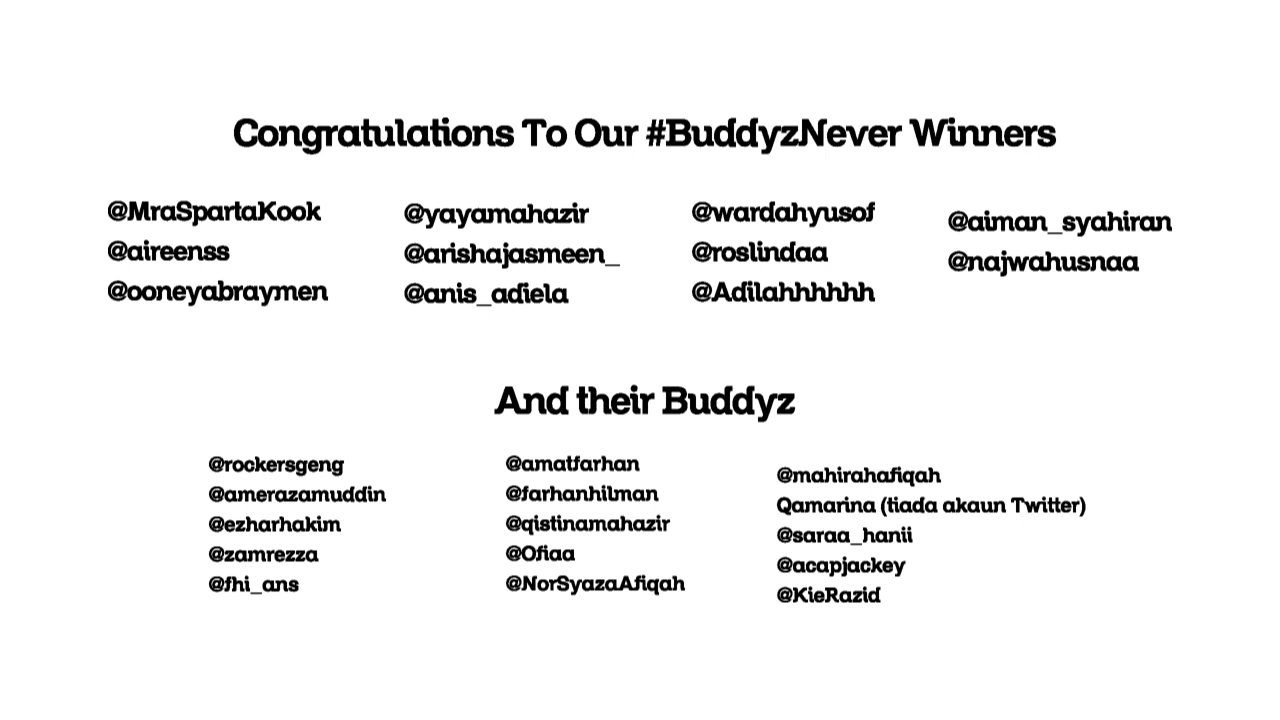 Congratulations To Our #BuddyzNever Winners
@MraSpartaKook
@aireenss
@ooneyabraymen
@yayamahazir
@arishajasmeen_
@anis_adiela
@wardahyusof
@roslindaa
@Adilahhhhhh
@aiman_syahiran
@najwahusnaa
And their Buddyz
@rockersgeng
@amerazamuddin
@ezharhakim
@zamrezza
@fhi_ans
@amatfarhan
@farhanhilman
@qistinamahazir
@Ofiaa
@NorSyazaAfiqah
@mahirahafiqah
Qamarina (tiada akaun Twitter)
@saraa_hanii
@acapjackey
@KieRazid